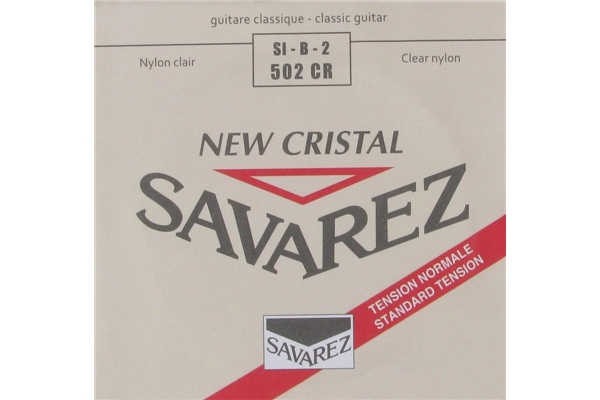 guitare classique - classic guitar
SI - B - 2
502 CR
Nylon clair
Clear nylon
NEW CRISTAL
SAVAREZ
TENSION NORMALE
STANDARD TENSION
SAVAREZ